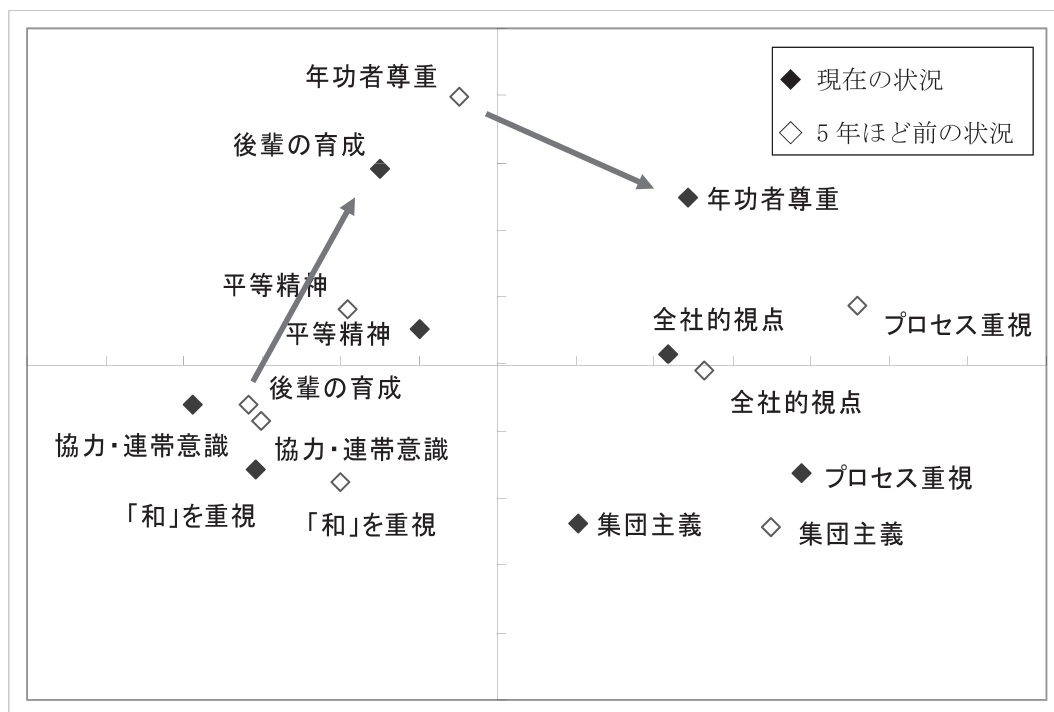 年功者尊重
現在の状況
5年ほど前の状況
後輩の育成
年功者尊重
平等精神
平等精神
全社的視点
プロセス重視
後輩の育成
全社的視点
協力・連帯意識
協力・連帯意識
プロセス重視
「和」を重視
「和」を重視
集団主義
集団主義